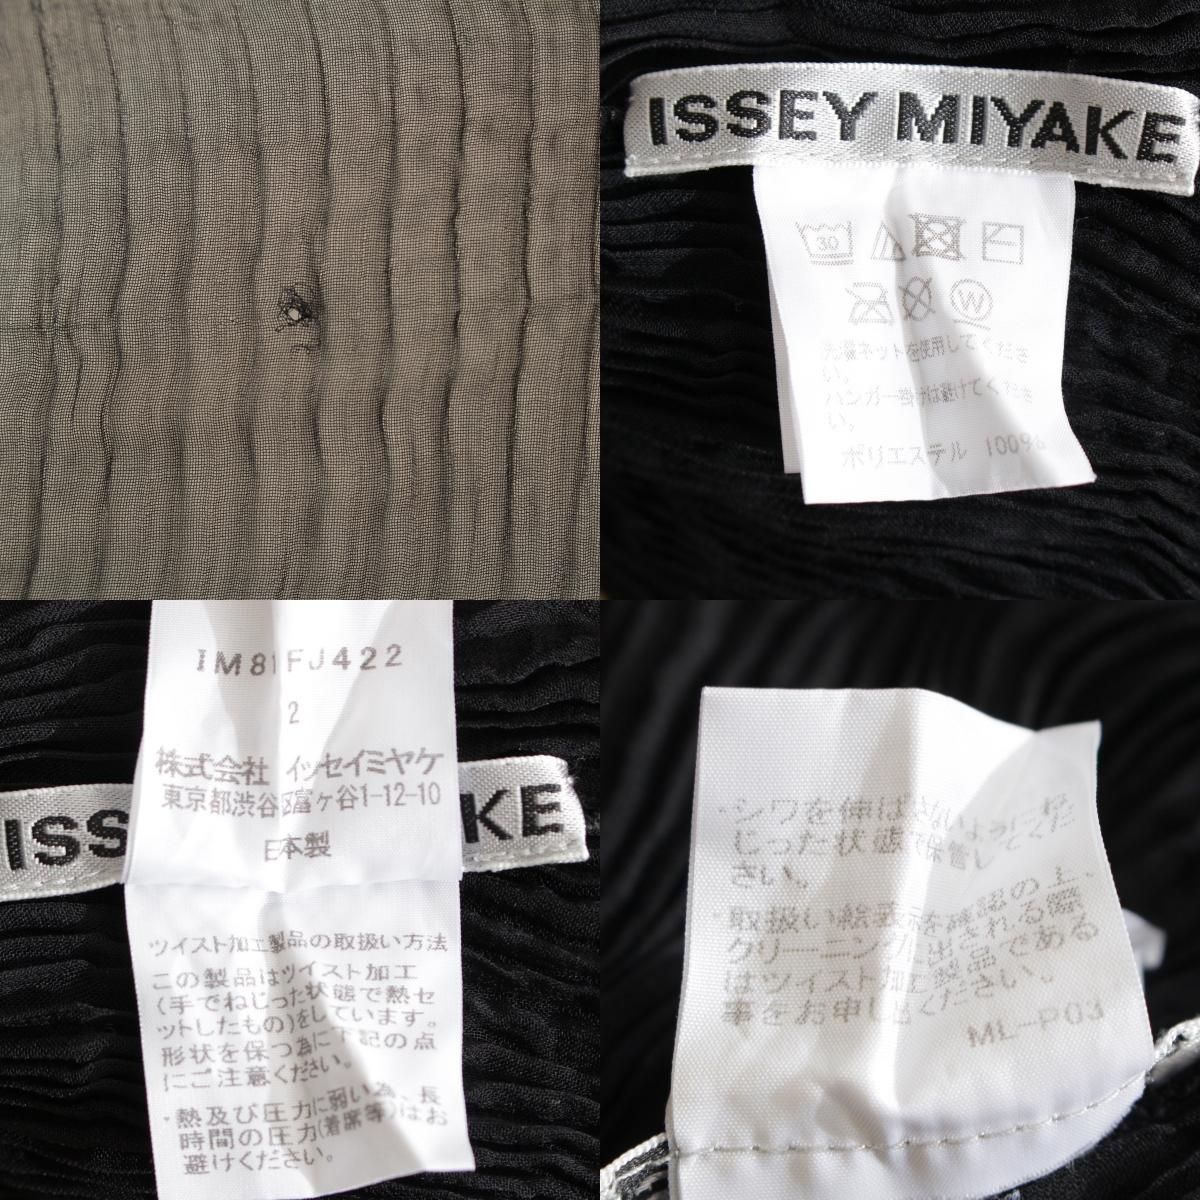 ISSEY MIYAKE
30
W
洗濯ネットを使用してくださ
い。
ハンガー掛けは避けてくださ
い。
ポリエステル 100%
IM81FJ422
2
株式会社 イッセイミヤケ
東京都渋谷区富ヶ谷1-12-10
日本製
ISS
KE
ツイスト加工製品の取扱い方法
この製品はツイスト加工
(手でねじった状態で熱セ
ットしたもの)をしています。
形状を保つ為に下記の点
にご注意ください。
・熱及び圧力に弱い為、長
時間の圧力(着席等)はお
避けください。
・シワを伸ばさないようにねじ
じった状態で保管してくだ
さい。
・取扱い絵表示を確認の上、
クリーニングに出される際
はツイスト加工製品である
事をお申し出ください。
ML-P03